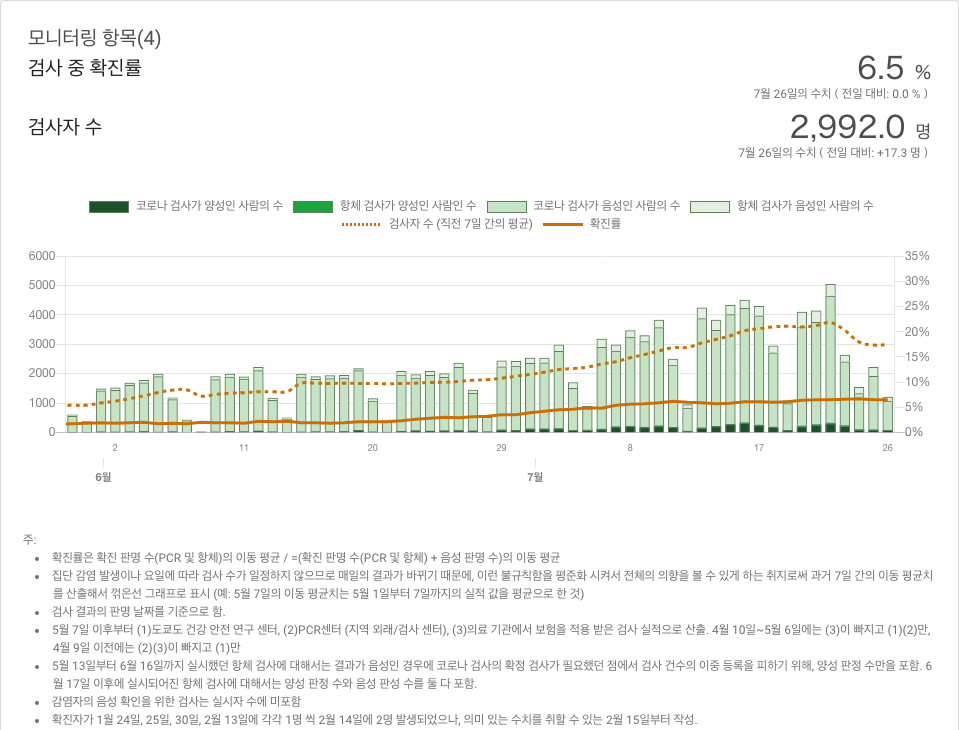 모니터링 항목(4)
검사 중 확진률
6.5 %
7월 26일의 수치 ( 전일 대비: 0.0 % )
검사자 수
2,992.0 명
7월 26일의 수치 ( 전일 대비: +17.3 명 )
코로나 검사가 양성인 사람의 수 항체 검사가 양성인 사람인 수 코로나 검사가 음성인 사람의 수 항체 검사가 음성인 사람의 수
검사자 수 (직전 7일 간의 평균) 확진률
6000 35%
5000 30%
4000 25%
3000 20%
2000 15%
1000 10%
0 5%
0%
2 11 20 29 8 17 26
6월 7월
주:
확진률은 확진 판명 수(PCR 및 항체)의 이동 평균 / =(확진 판명 수(PCR 및 항체) + 음성 판명 수)의 이동 평균
집단 감염 발생이나 요일에 따라 검사 수가 일정하지 않으므로 매일의 결과가 바뀌기 때문에, 이런 불규칙함을 평준화 시켜서 전체의 의향을 볼 수 있게 하는 취지로써 과거 7일 간의 이동 평균치
를 산출해서 꺾은선 그래프로 표시 (예: 5월 7일의 이동 평균치는 5월 1일부터 7일까지의 실적 값을 평균으로 한 것)
검사 결과의 판명 날짜를 기준으로 함.
5월 7일 이후부터 (1)도쿄도 건강 안전 연구 센터, (2)PCR센터 (지역 외래/검사 센터), (3)의료 기관에서 보험을 적용 받은 검사 실적으로 산출. 4월 10일~5월 6일에는 (3)이 빠지고 (1)(2)만,
4월 9일 이전에는 (2)(3)이 빠지고 (1)만
5월 13일부터 6월 16일까지 실시했던 항체 검사에 대해서는 결과가 음성인 경우에 코로나 검사의 확정 검사가 필요했던 점에서 검사 건수의 이중 등록을 피하기 위해, 양성 판정 수만을 포함. 6
월 17일 이후에 실시되어진 항체 검사에 대해서는 양성 판정 수와 음성 판성 수를 둘 다 포함.
감염자의 음성 확인을 위한 검사는 실시자 수에 미포함
확진자가 1월 24일, 25일, 30일, 2월 13일에 각각 1명 씩 2월 14일에 2명 발생되었으나, 의미 있는 수치를 취할 수 있는 2월 15일부터 작성.